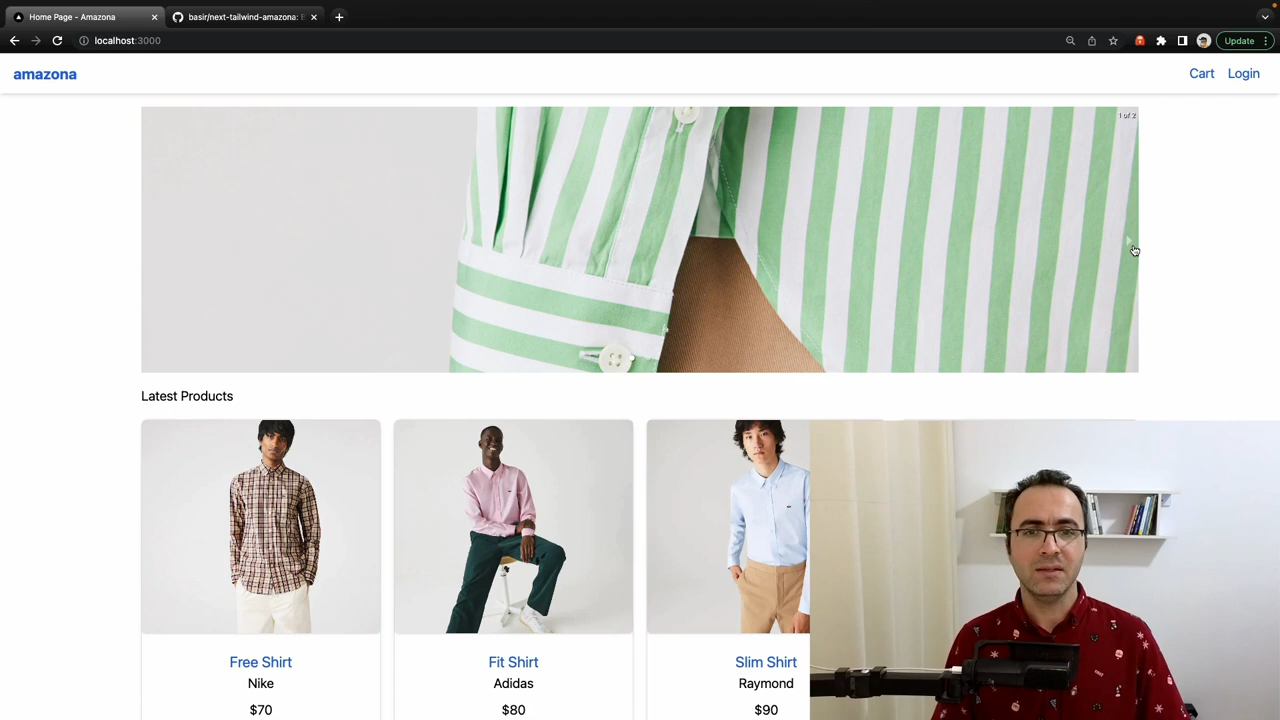 Home Page - Amazona
basir/next-tailwind-amazona: E
localhost:3000
Update
amazona
Cart
Login
1 of 2
Latest Products
Free Shirt
Nike
$70
Fit Shirt
Adidas
$80
Slim Shirt
Raymond
$90